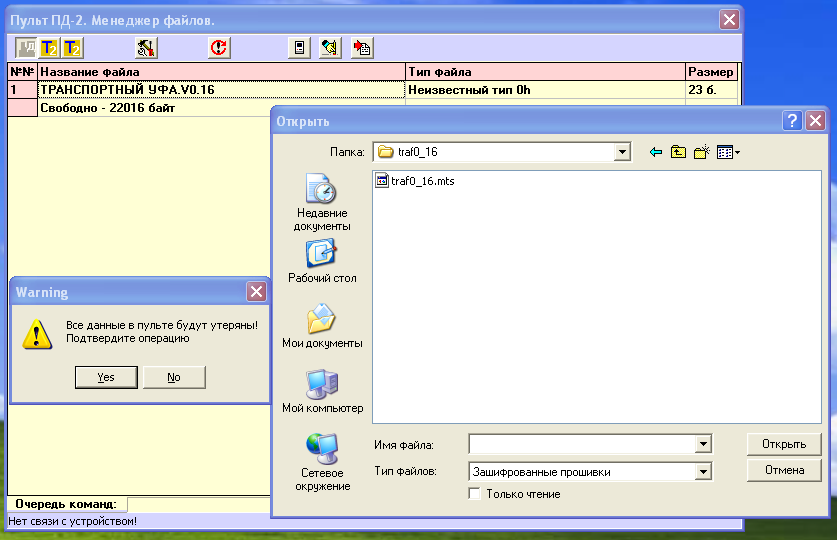 Пульт ПД-2. Менеджер файлов.
ПД T2 T2
№№ Название файла Тип файла Размер
1 ТРАНСПОРТНЫЙ УФА.V0.16 Неизвестный тип 0h 23 б.
Свободно - 22016 байт
Открыть
Папка: traf0_16
traf0_16.mts
Недавние
документы
Рабочий стол
Мои документы
Мой компьютер
Сетевое
окружение
Имя файла: Открыть
Тип файлов: Зашифрованные прошивки Отмена
Только чтение
Warning
Все данные в пульте будут утеряны!
Подтвердите операцию
Yes No
Очередь команд:
Нет связи с устройством!